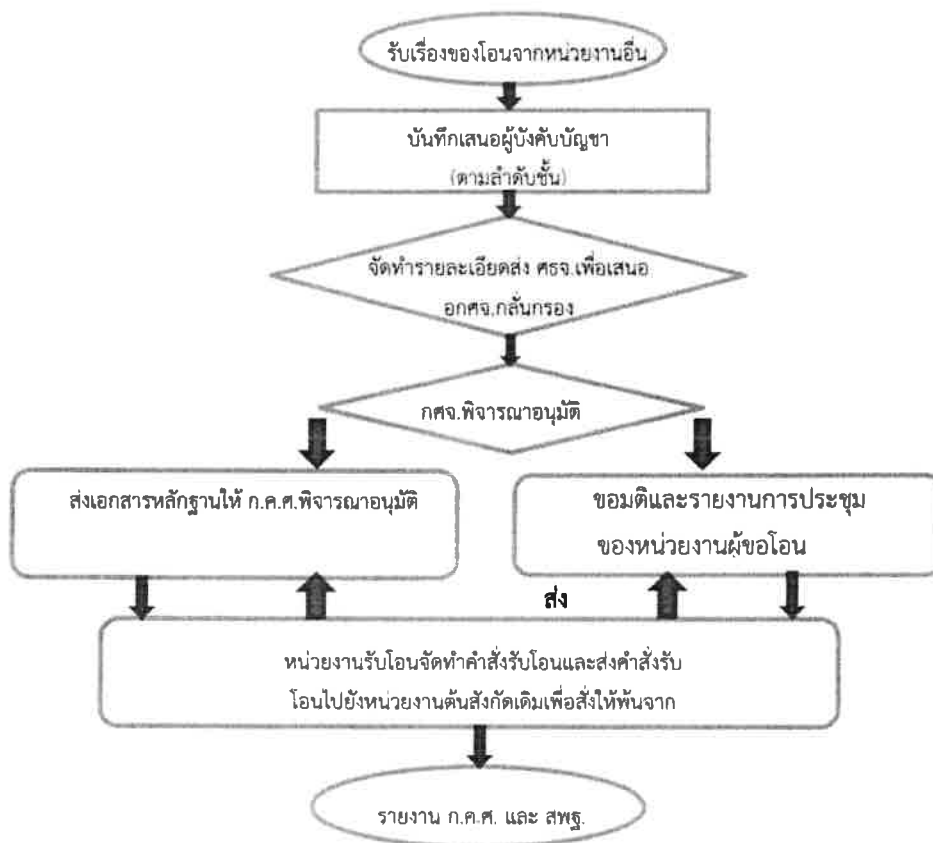 รับเรื่องของโอนจากหน่วยงานอื่น
บันทึกเสนอผู้บังคับบัญชา
(ตามลำดับชั้น)
จัดทำรายละเอียดส่ง ศธจ.เพื่อเสนอ
อกศจ.กลั่นกรอง
กศจ.พิจารณาอนุมัติ
ส่งเอกสารหลักฐานให้ ก.ค.ศ.พิจารณาอนุมัติ
ขอมติและรายงานการประชุม
ของหน่วยงานผู้ขอโอน
ส่ง
หน่วยงานรับโอนจัดทำคำสั่งรับโอนและส่งคำสั่งรับ
โอนไปยังหน่วยงานต้นสังกัดเดิมเพื่อสั่งให้พ้นจาก
รายงาน ก.ค.ศ. และ สพฐ.